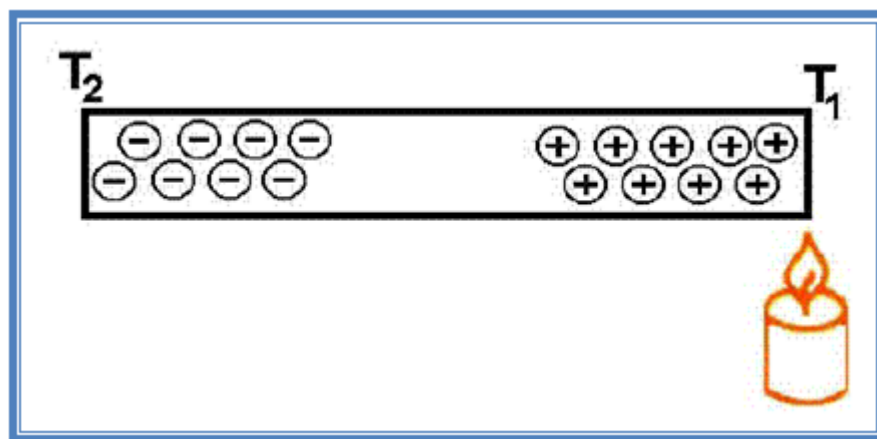 T₂
T₁
− − − −
− − − −
+ + + + +
+ + + +